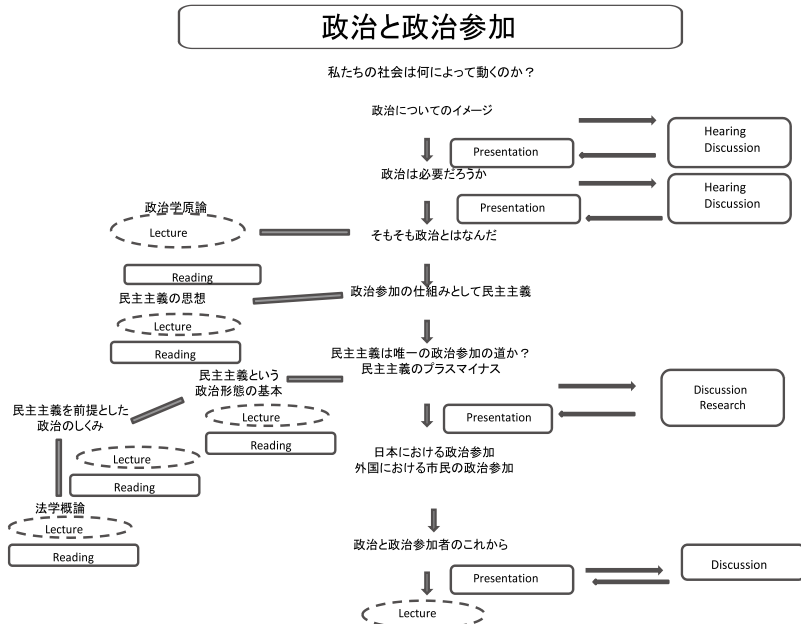 政治と政治参加
私たちの社会は何によって動くのか？
政治についてのイメージ
Hearing
Discussion
Presentation
政治は必要だろうか
Hearing
Discussion
Presentation
政治学原論
Lecture
そもそも政治とはなんだ
Reading
政治参加の仕組みとして民主主義
民主主義の思想
Lecture
Reading
民主主義は唯一の政治参加の道か？
民主主義のプラスマイナス
民主主義という
政治形態の基本
Discussion
Research
民主主義を前提とした
政治のしくみ
Lecture
Presentation
Reading
日本における政治参加
外国における市民の政治参加
Lecture
Reading
法学概論
Lecture
Reading
政治と政治参加者のこれから
Discussion
Presentation
Lecture